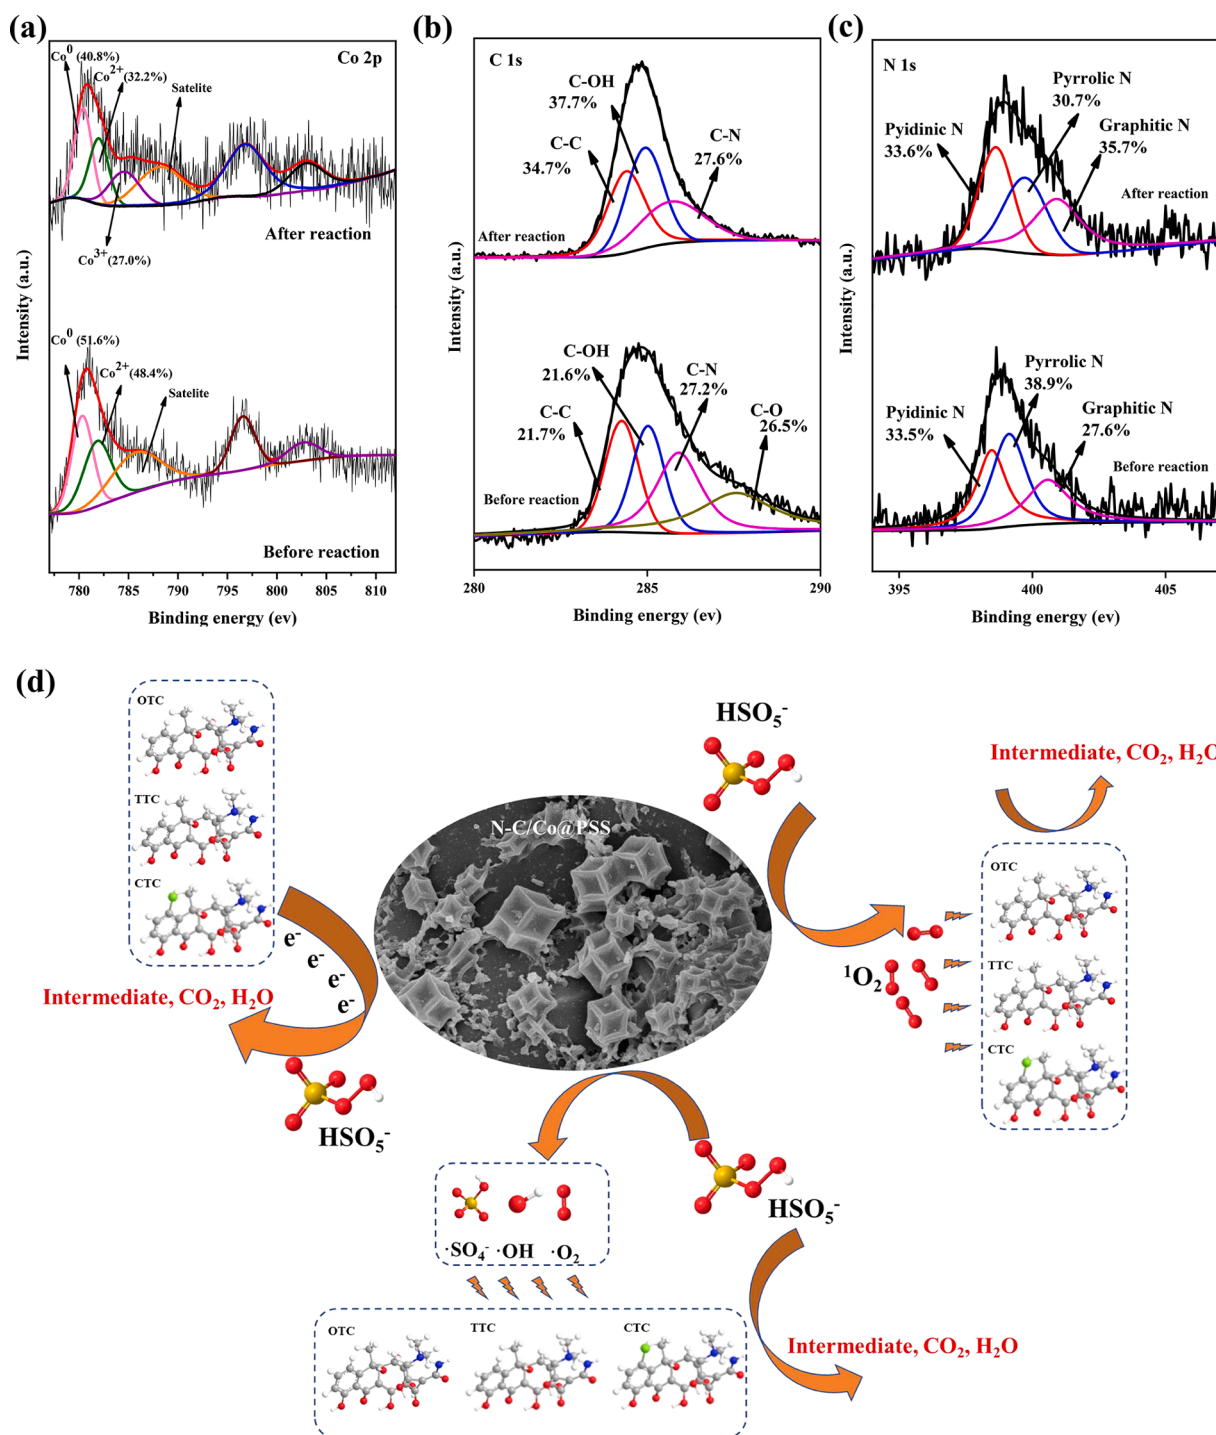 (a)
Co⁰ (40.8%)
Co 2p
Co²⁺ (32.2%)
Satelite
After reaction
Co³⁺ (27.0%)
Co⁰ (51.6%)
Co²⁺ (48.4%)
Satelite
Before reaction
Intensity (a.u.)
780 785 790 795 800 805 810
Binding energy (ev)
(b)
C 1s
C-OH
37.7%
C-C
34.7%
C-N
27.6%
After reaction
C-OH
21.6%
C-N
27.2%
C-C
21.7%
C-O
26.5%
Before reaction
Intensity (a.u.)
280 285 290
Binding energy (ev)
(c)
N 1s
Pyrrolic N
30.7%
Pyidinic N
33.6%
Graphitic N
35.7%
After reaction
Pyrrolic N
38.9%
Pyidinic N
33.5%
Graphitic N
27.6%
Before reaction
Intensity (a.u.)
395 400 405
Binding energy (ev)
(d)
OTC
TTC
CTC
e⁻
e⁻
e⁻
e⁻
Intermediate, CO₂, H₂O
HSO₅⁻
N-C/Co@PSS
HSO₅⁻
Intermediate, CO₂, H₂O
¹O₂
OTC
TTC
CTC
HSO₅⁻
·SO₄⁻ ·OH ·O₂
OTC TTC CTC
Intermediate, CO₂, H₂O